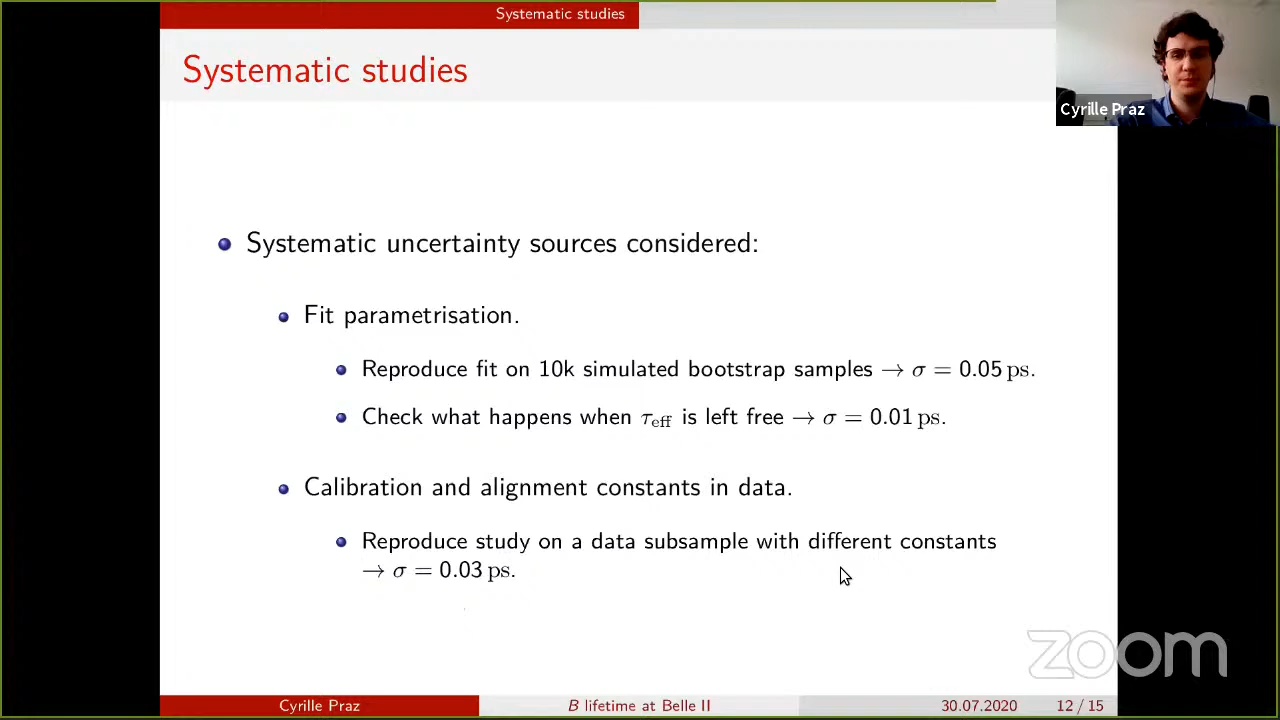 Systematic studies
Systematic studies
Cyrille Praz
Systematic uncertainty sources considered:
Fit parametrisation.
Reproduce fit on 10k simulated bootstrap samples → σ = 0.05 ps.
Check what happens when τeff is left free → σ = 0.01 ps.
Calibration and alignment constants in data.
Reproduce study on a data subsample with different constants
→ σ = 0.03 ps.
zoom
Cyrille Praz B lifetime at Belle II 30.07.2020 12 / 15